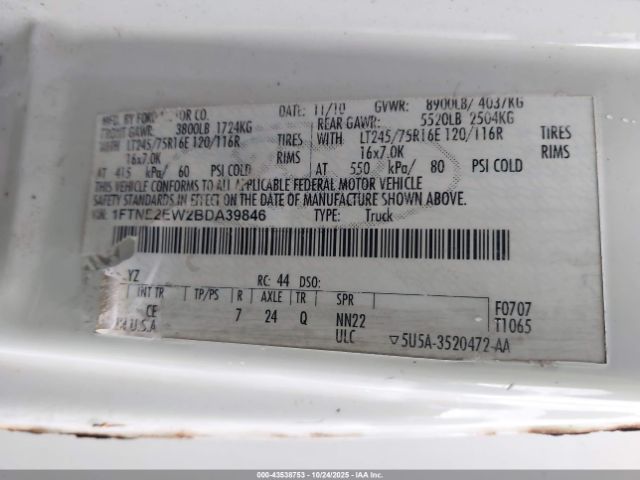 MFG. BY FORD MOTOR CO.
DATE: 11/10 GVWR: 8900LB/ 4037KG
FRONT GAWR: 3800LB 1724KG REAR GAWR: 5520LB 2504KG
WITH LT245/75R16E 120/116R TIRES WITH LT245/75R16E 120/116R TIRES
16x7.0K RIMS 16x7.0K RIMS
AT 415 kPa/ 60 PSI COLD AT 550 kPa/ 80 PSI COLD
THIS VEHICLE CONFORMS TO ALL APPLICABLE FEDERAL MOTOR VEHICLE
SAFETY STANDARDS IN EFFECT ON THE DATE OF MANUFACTURE SHOWN ABOVE.
VIN: 1FTNE2EW2BDA39846 TYPE: Truck
YZ RC: 44 DSO:
INT TR TP/PS R AXLE TR SPR F0707
CE 7 24 Q NN22 T1065
U.S.A ULC ▽5U5A-3520472-AA
000-43538753 - 10/24/2025 - IAA Inc.